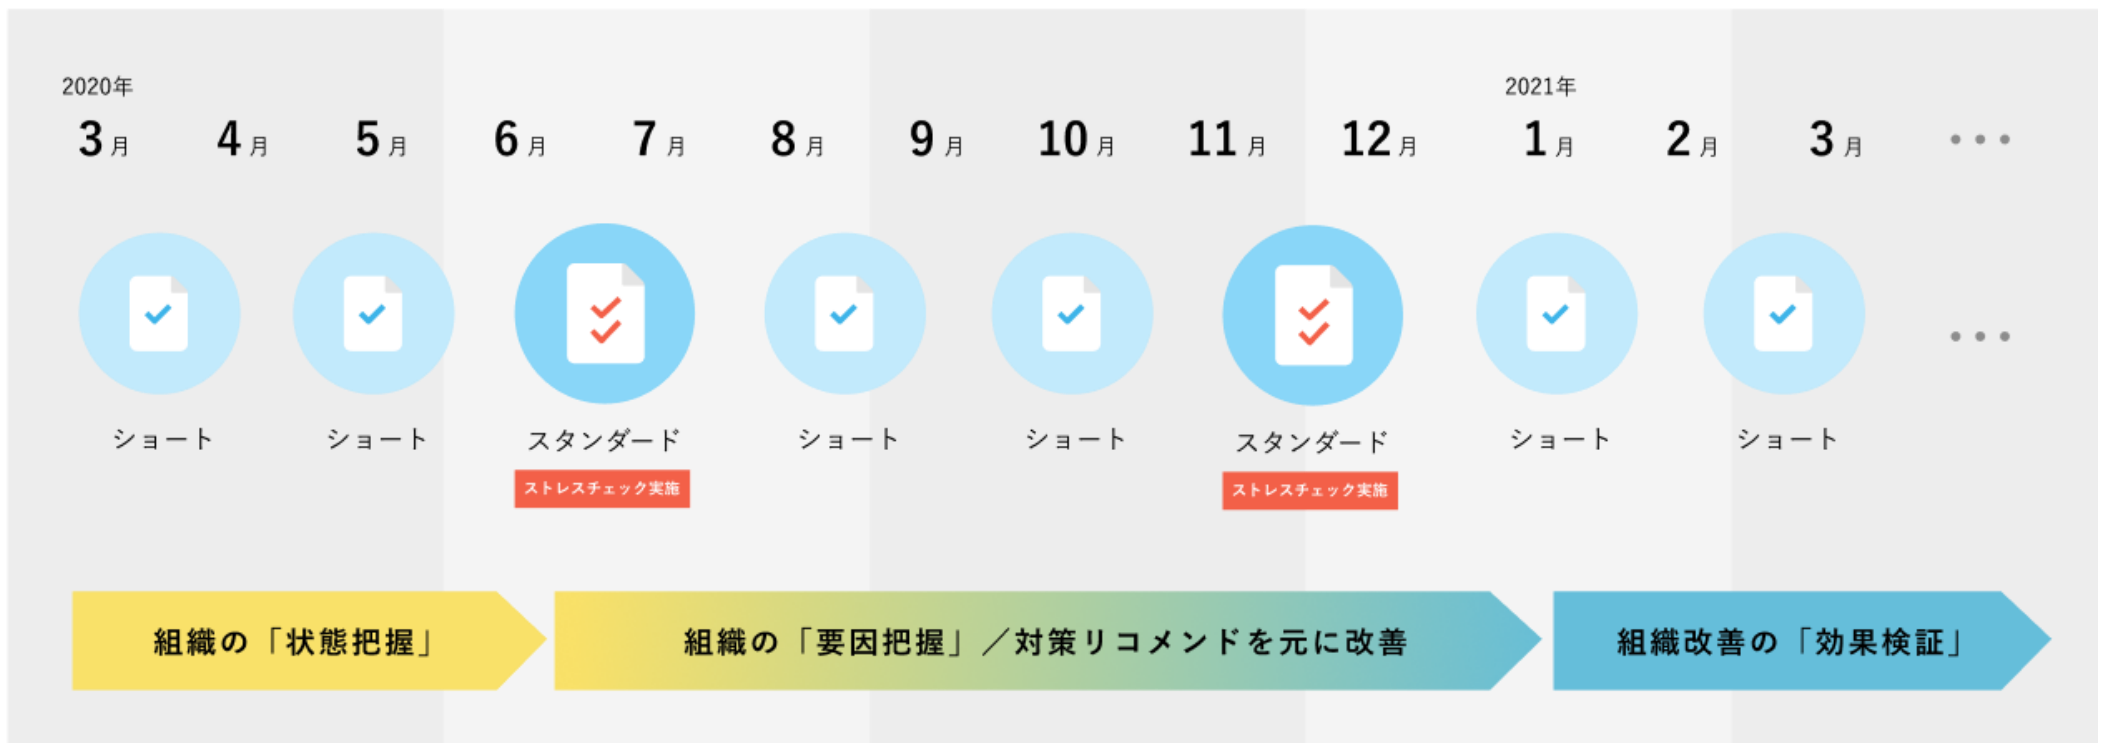 2020年
2021年
3月 4月 5月 6月 7月 8月 9月 10月 11月 12月 1月 2月 3月 ・・・
・・・
ショート ショート スタンダード ショート ショート スタンダード ショート ショート
ストレスチェック実施 ストレスチェック実施
組織の「状態把握」 組織の「要因把握」／対策リコメンドを元に改善 組織改善の「効果検証」